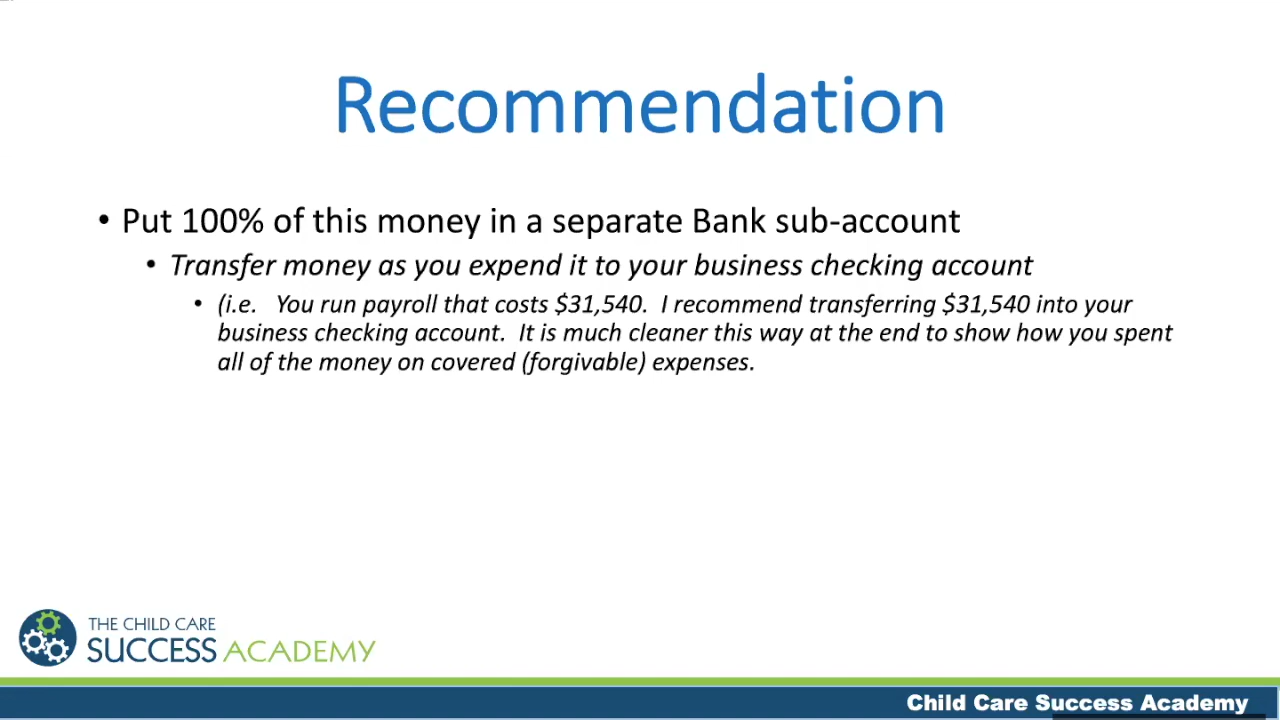 Recommendation
• Put 100% of this money in a separate Bank sub-account
• Transfer money as you expend it to your business checking account
• (i.e. You run payroll that costs $31,540. I recommend transferring $31,540 into your
business checking account. It is much cleaner this way at the end to show how you spent
all of the money on covered (forgivable) expenses.
THE CHILD CARE
SUCCESS ACADEMY
Child Care Success Academy